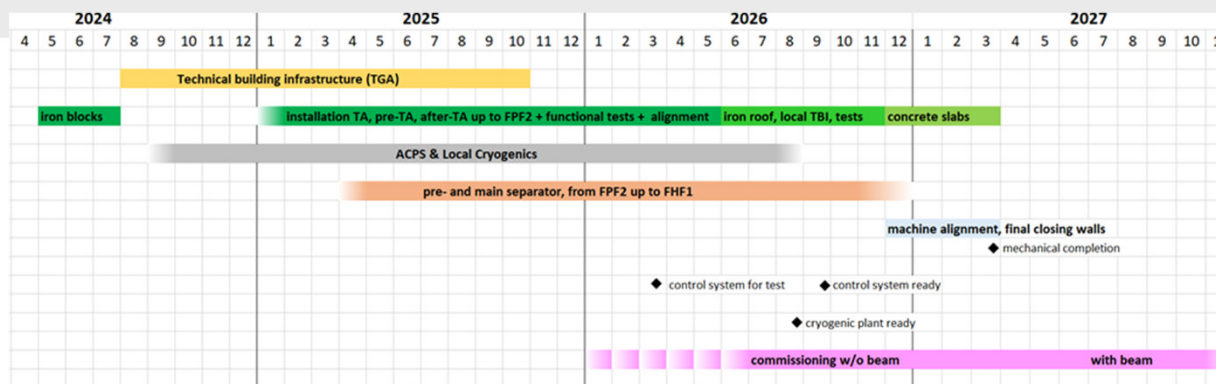 2024 2025 2026 2027
4 5 6 7 8 9 10 11 12 1 2 3 4 5 6 7 8 9 10 11 12 1 2 3 4 5 6 7 8 9 10 11 12 1 2 3 4 5 6 7 8 9 10
Technical building infrastructure (TGA)
iron blocks installation TA, pre-TA, after-TA up to FPF2 + functional tests + alignment iron roof, local TBI, tests concrete slabs
ACPS & Local Cryogenics
pre- and main separator, from FPF2 up to FHF1
machine alignment, final closing walls
mechanical completion
control system for test control system ready
cryogenic plant ready
commissioning w/o beam with beam